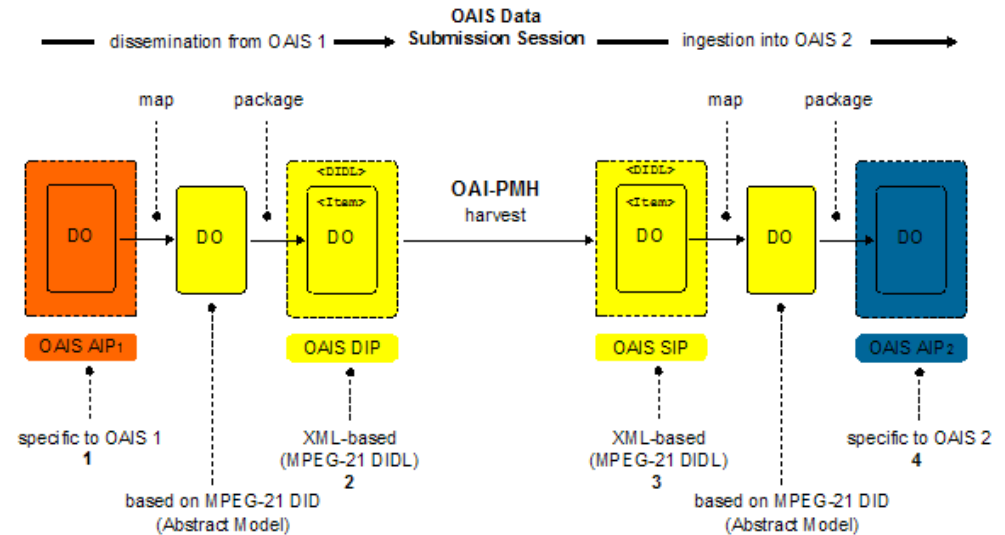 OAIS Data
Submission Session
dissemination from OAIS 1
ingestion into OAIS 2
map
package
map
package
<DIDL>
<Item>
DO
DO
DO
OAI-PMH
harvest
<DIDL>
<Item>
DO
DO
DO
OAIS AIP1
OAIS DIP
OAIS SIP
OAIS AIP2
specific to OAIS 1
1
XML-based
(MPEG-21 DIDL)
2
XML-based
(MPEG-21 DIDL)
3
specific to OAIS 2
4
based on MPEG-21 DID
(Abstract Model)
based on MPEG-21 DID
(Abstract Model)